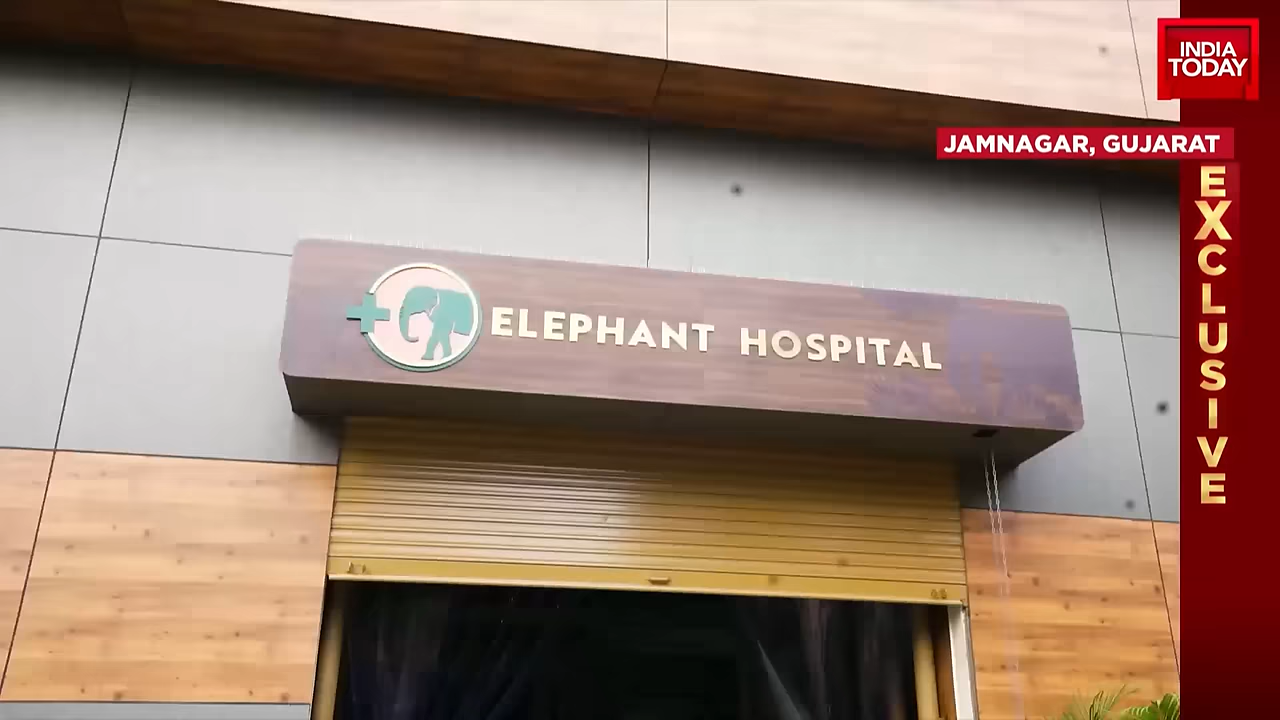 INDIA
TODAY
JAMNAGAR, GUJARAT
EXCLUSIVE
ELEPHANT HOSPITAL